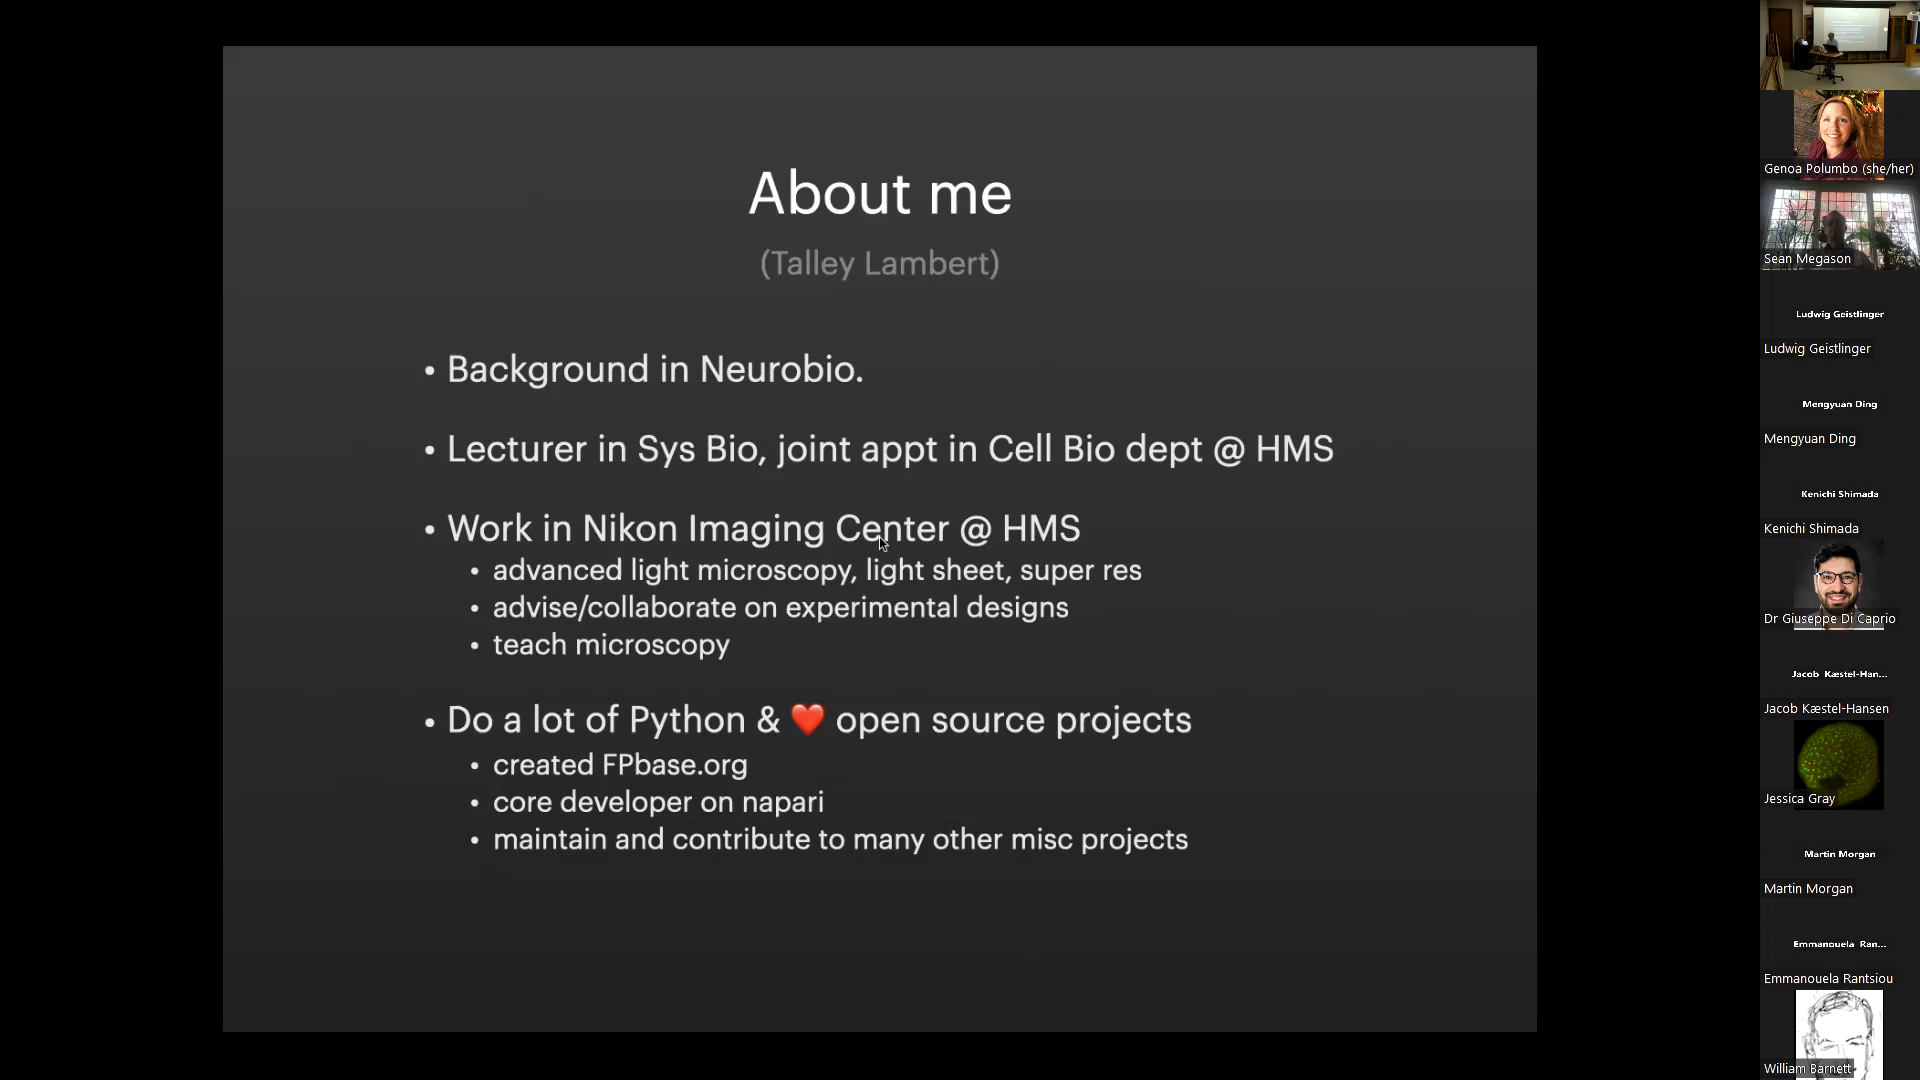 About me
(Talley Lambert)
• Background in Neurobio.
• Lecturer in Sys Bio, joint appt in Cell Bio dept @ HMS
• Work in Nikon Imaging Center @ HMS
• advanced light microscopy, light sheet, super res
• advise/collaborate on experimental designs
• teach microscopy
• Do a lot of Python & ❤️ open source projects
• created FPbase.org
• core developer on napari
• maintain and contribute to many other misc projects
Genoa Polumbo (she/her)
Sean Megason
Ludwig Geistlinger
Ludwig Geistlinger
Mengyuan Ding
Mengyuan Ding
Kenichi Shimada
Kenichi Shimada
Dr Giuseppe Di Caprio
Jacob Kæstel-Han...
Jacob Kæstel-Hansen
Jessica Gray
Martin Morgan
Martin Morgan
Emmanouela Ran...
Emmanouela Rantsiou
William Barnett